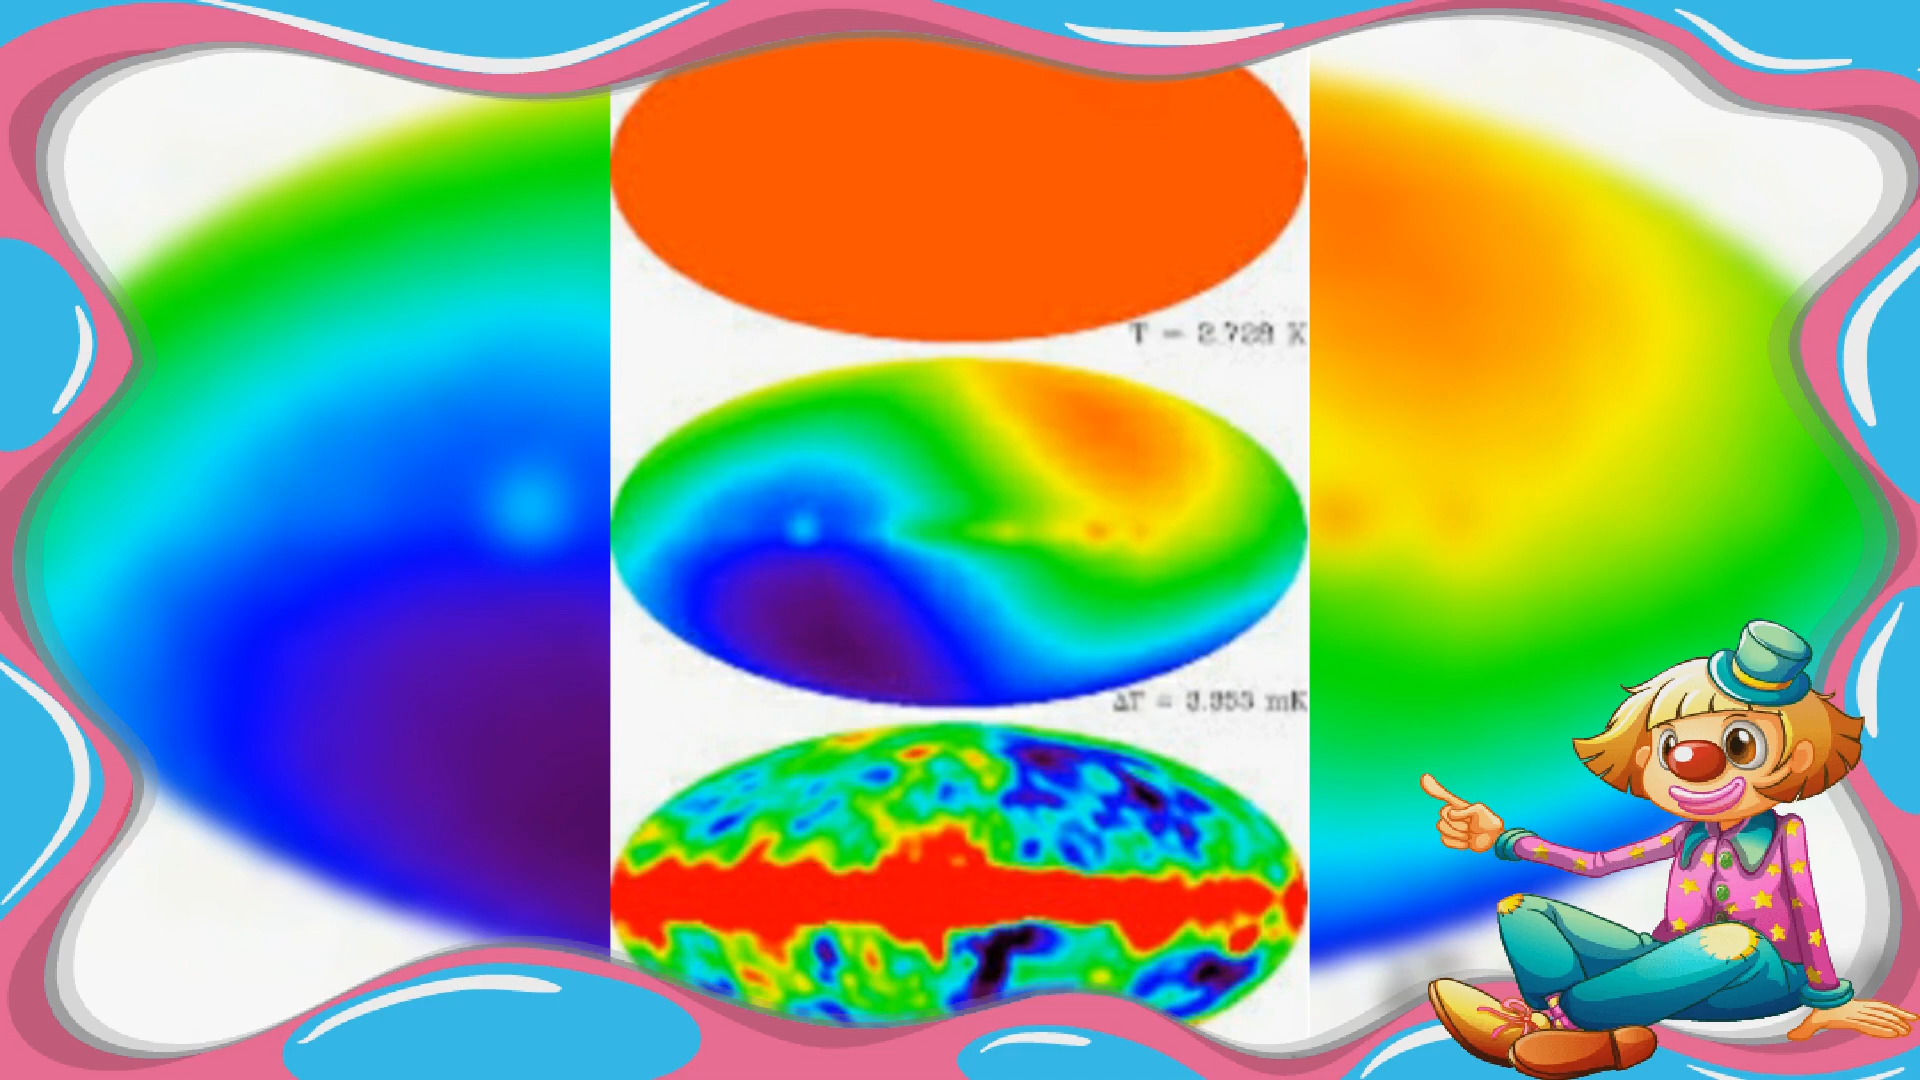 T = 2.728 K
ΔT = 3.353 mK